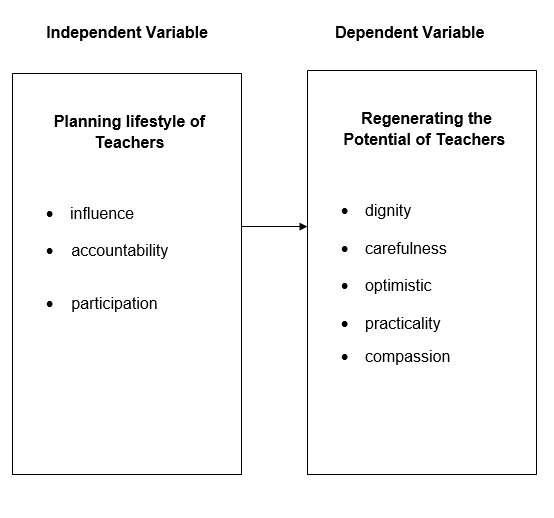 Independent Variable
Dependent Variable
Planning lifestyle of
Teachers
• influence
• accountability
• participation
Regenerating the
Potential of Teachers
• dignity
• carefulness
• optimistic
• practicality
• compassion